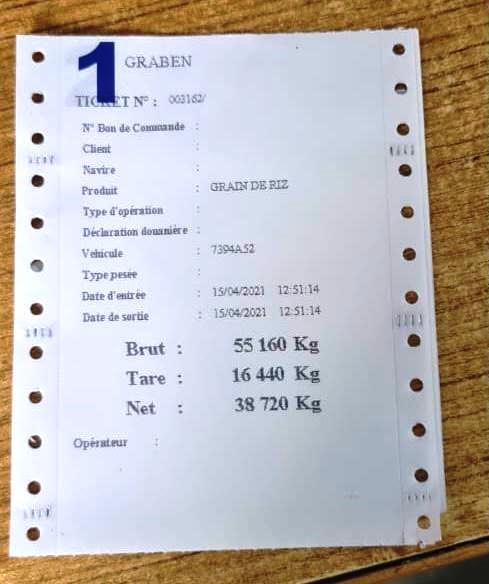 1 GRABEN
TICKET N° : 003162/
N° Bon de Commande :
Client :
Navire :
Produit : GRAIN DE RIZ
Type d'opération :
Déclaration douanière :
Vehicule : 7394A52
Type pesée :
Date d'entrée : 15/04/2021 12:51:14
Date de sortie : 15/04/2021 12:51:14
Brut : 55 160 Kg
Tare : 16 440 Kg
Net : 38 720 Kg
Opérateur :